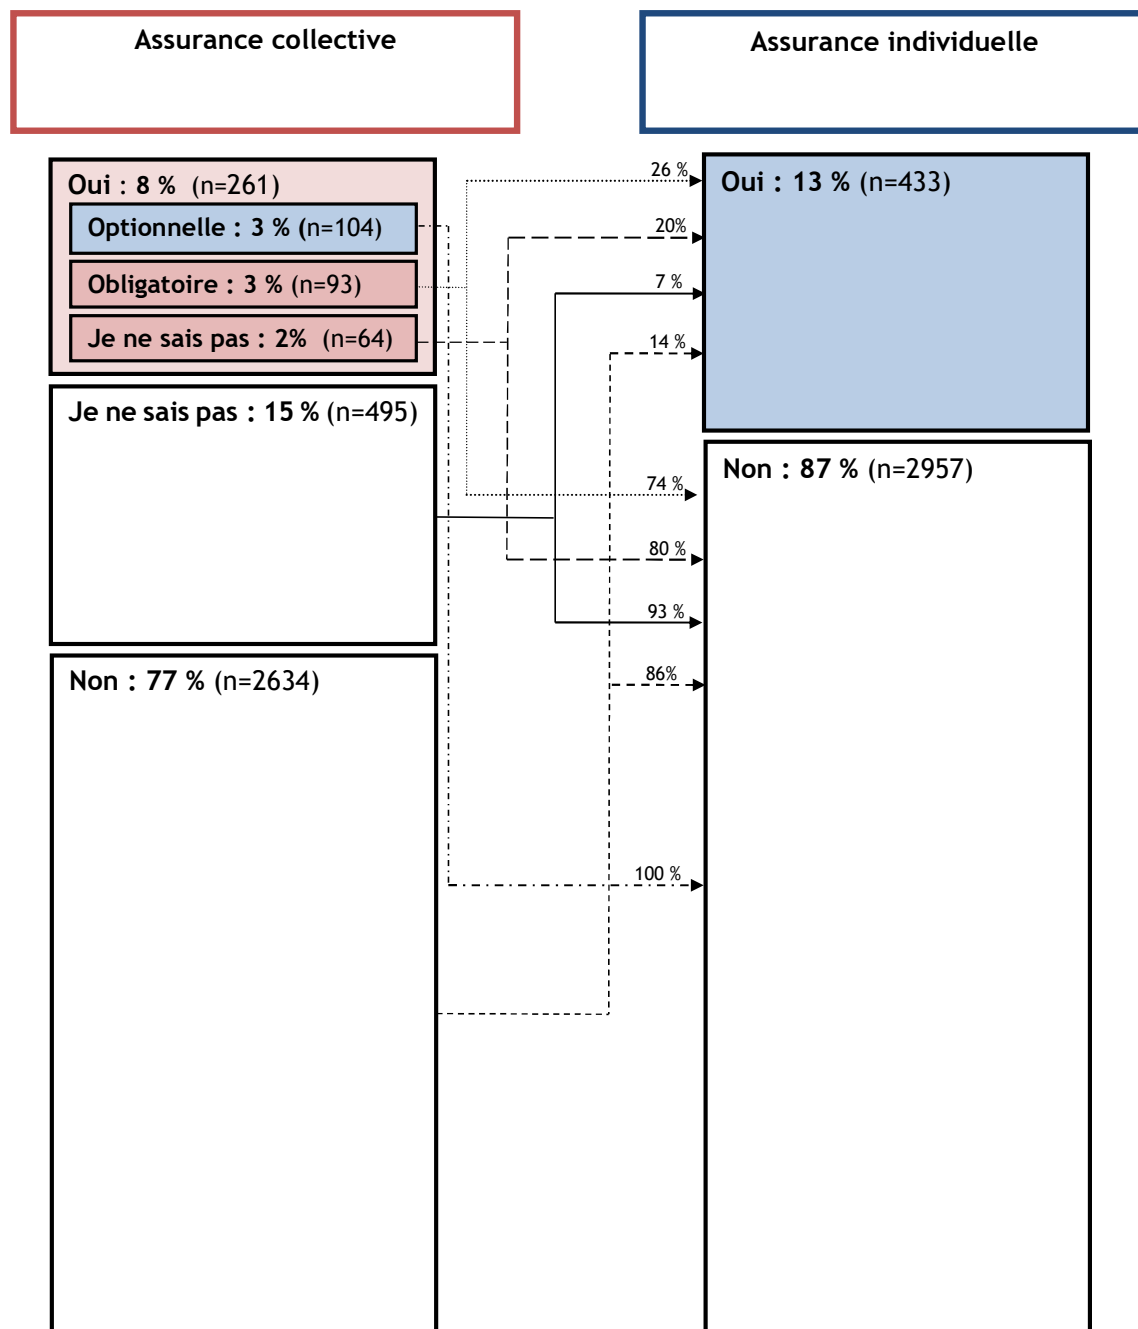 Assurance collective
Assurance individuelle
Oui : 8 % (n=261)
Optionnelle : 3 % (n=104)
Obligatoire : 3 % (n=93)
Je ne sais pas : 2% (n=64)
Je ne sais pas : 15 % (n=495)
Non : 77 % (n=2634)
26 %
20%
7 %
14 %
74 %
80 %
93 %
86%
100 %
Oui : 13 % (n=433)
Non : 87 % (n=2957)